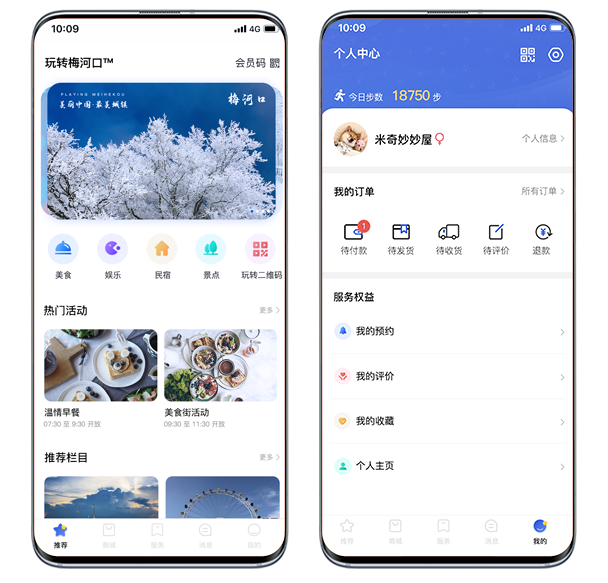 10:09
4G
玩转梅河口™
会员码
PLAYING WEIHEKOU
美丽中国·最美城镇
梅河口
美食
娱乐
民宿
景点
玩转二维码
热门活动
更多
温情早餐
07:30 至 9:30 开放
美食街活动
09:30 至 11:30 开放
推荐栏目
更多
推荐
商城
服务
消息
我的
10:09
4G
个人中心
今日步数 18750 步
米奇妙妙屋
个人信息
我的订单
所有订单
1
待付款
待发货
待收货
待评价
退款
服务权益
我的预约
我的评价
我的收藏
个人主页
推荐
商城
服务
消息
我的